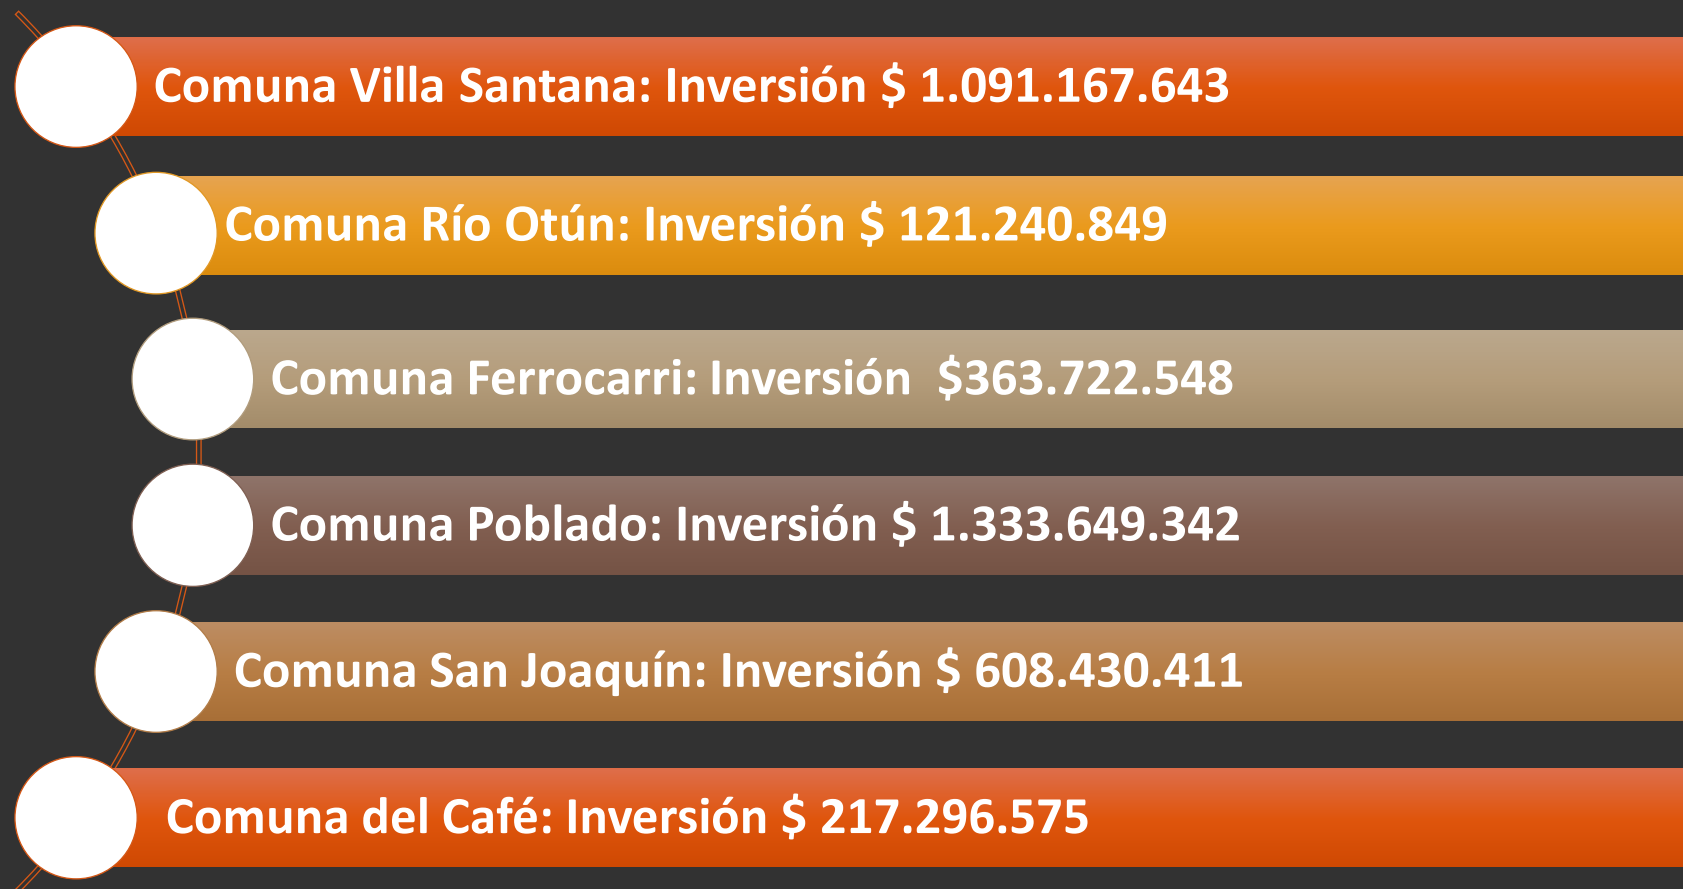 Comuna Villa Santana: Inversión $ 1.091.167.643
Comuna Río Otún: Inversión $ 121.240.849
Comuna Ferrocarri: Inversión  $363.722.548
Comuna Poblado: Inversión $ 1.333.649.342
Comuna San Joaquín: Inversión $ 608.430.411
Comuna del Café: Inversión $ 217.296.575